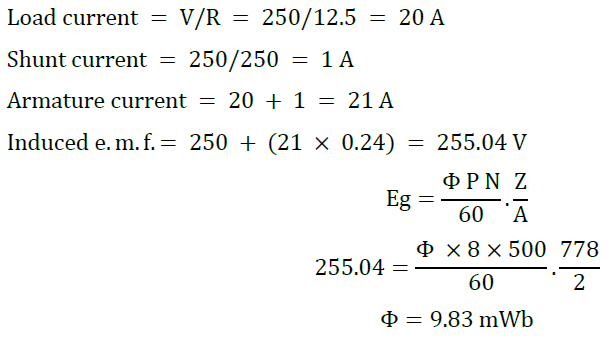 Load current = V/R = 250/12.5 = 20 A
Shunt current = 250/250 = 1 A
Armature current = 20 + 1 = 21 A
Induced e.m.f.= 250 + (21 × 0.24) = 255.04 V
Eg = Φ P N / 60 . Z / A
255.04 = Φ × 8 × 500 / 60 . 778 / 2
Φ = 9.83 mWb